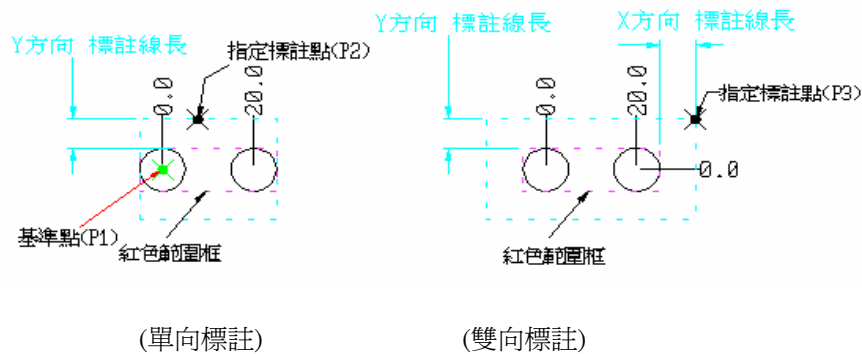 Y方向 標註線長
指定標註點(P2)
0.0
20.0
基準點(P1)
紅色範圍框
(單向標註)
Y方向 標註線長
X方向 標註線長
0.0
20.0
指定標註點(P3)
0.0
紅色範圍框
(雙向標註)